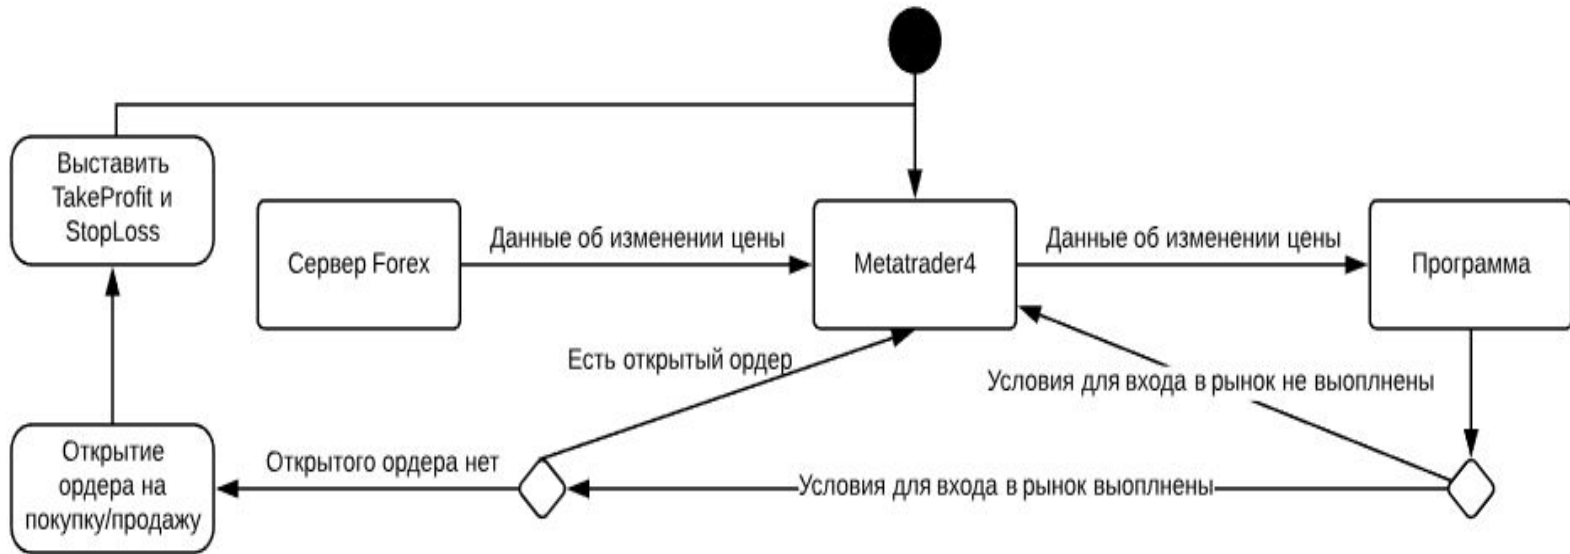 Выставить
TakeProfit и
StopLoss
Данные об изменении цены
Данные об изменении цены
Сервер Forex
Metatrader4
Программа
Есть открытый ордер
Условия для входа в рынок не выоплнены
Открытие
ордера на
покупку/продажу
Открытого ордера нет
Условия для входа в рынок выоплнены